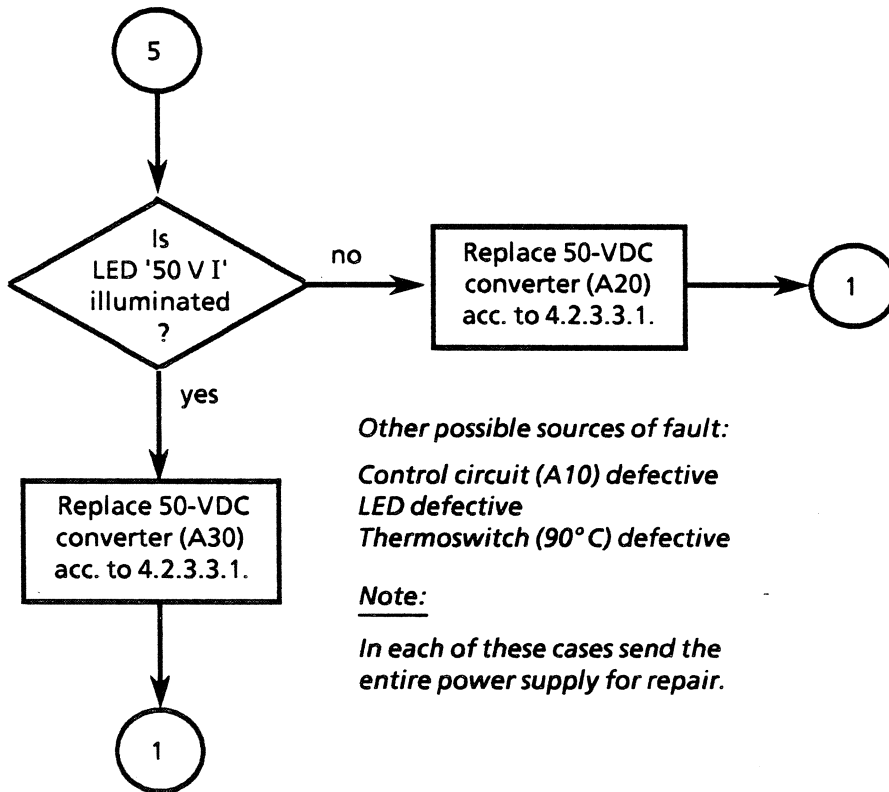 5
Is
LED '50 V I'
illuminated
?
no
Replace 50-VDC
converter (A20)
acc. to 4.2.3.3.1.
1
yes
Replace 50-VDC
converter (A30)
acc. to 4.2.3.3.1.
1
Other possible sources of fault:
Control circuit (A10) defective
LED defective
Thermoswitch (90° C) defective
Note:
In each of these cases send the
entire power supply for repair.